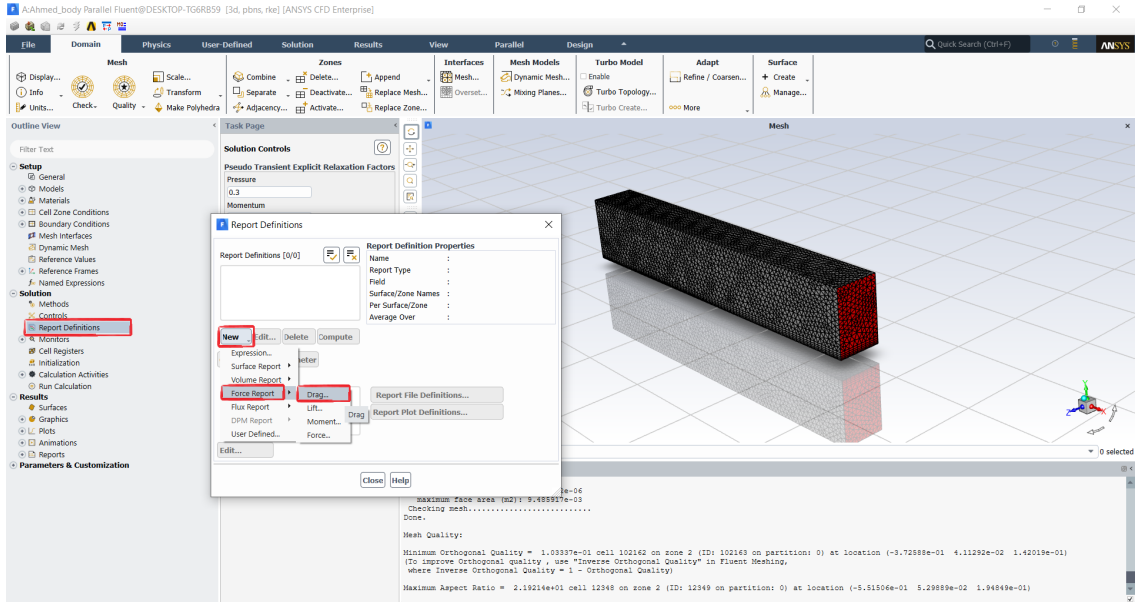 A:Ahmed_body Parallel Fluent@DESKTOP-TG6RB59 [3d, pbns, rke] [ANSYS CFD Enterprise]
File Domain Physics User-Defined Solution Results View Parallel Design Quick Search (Ctrl+F) ANSYS
Mesh Zones Interfaces Mesh Models Turbo Model Adapt Surface
Display... Scale... Combine Delete... Append Mesh... Dynamic Mesh... Enable Refine / Coarsen... + Create
Info Transform Separate Deactivate... Replace Mesh... Overset... Mixing Planes... Turbo Topology... Manage...
Units... Check Quality Make Polyhedra Adjacency... Activate... Replace Zone... Turbo Create... More
Outline View
Filter Text
Setup
General
Models
Materials
Cell Zone Conditions
Boundary Conditions
Mesh Interfaces
Dynamic Mesh
Reference Values
Reference Frames
Named Expressions
Solution
Methods
Controls
Report Definitions
Monitors
Cell Registers
Initialization
Calculation Activities
Run Calculation
Results
Surfaces
Graphics
Plots
Animations
Reports
Parameters & Customization
Task Page
Solution Controls
Pseudo Transient Explicit Relaxation Factors
Pressure
0.3
Momentum
Report Definitions
Report Definitions [0/0]
Report Definition Properties
Name :
Report Type :
Field :
Surface/Zone Names :
Per Surface/Zone :
Average Over :
New Edit... Delete Compute
Expression...
Surface Report
Volume Report
Force Report
Flux Report
DPM Report
User Defined...
Drag...
Lift...
Moment...
Force...
Drag
Report File Definitions...
Report Plot Definitions...
Edit...
Close Help
Mesh
Y
Z X
0 selected
maximum face area (m2): 9.485917e-03
Checking mesh...........................
Done.
Mesh Quality:
Minimum Orthogonal Quality = 1.03337e-01 cell 102162 on zone 2 (ID: 102163 on partition: 0) at location (-3.72588e-01 4.11292e-02 1.42019e-01)
(To improve Orthogonal quality , use "Inverse Orthogonal Quality" in Fluent Meshing,
where Inverse Orthogonal Quality = 1 - Orthogonal Quality)
Maximum Aspect Ratio = 2.19214e+01 cell 12348 on zone 2 (ID: 12349 on partition: 0) at location (-5.51506e-01 5.29889e-02 1.94849e-01)